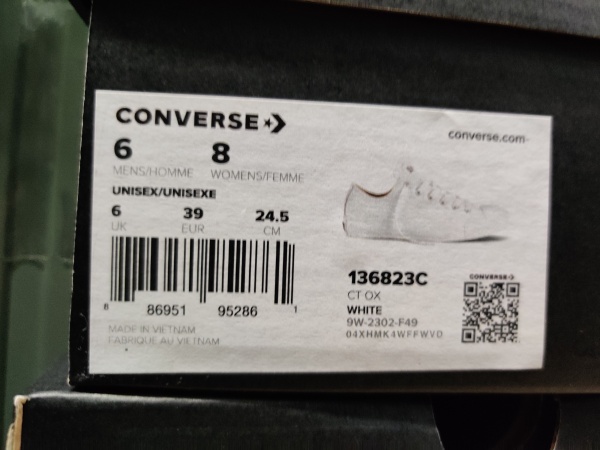 CONVERSE
converse.com
6 8
MENS/HOMME WOMENS/FEMME
UNISEX/UNISEXE
6 39 24.5
UK EUR CM
8 86951 95286 1
MADE IN VIETNAM
FABRIQUE AU VIETNAM
136823C
CT OX
WHITE
9W-2302-F49
04XHMK4WFFWVD
CONVERSE